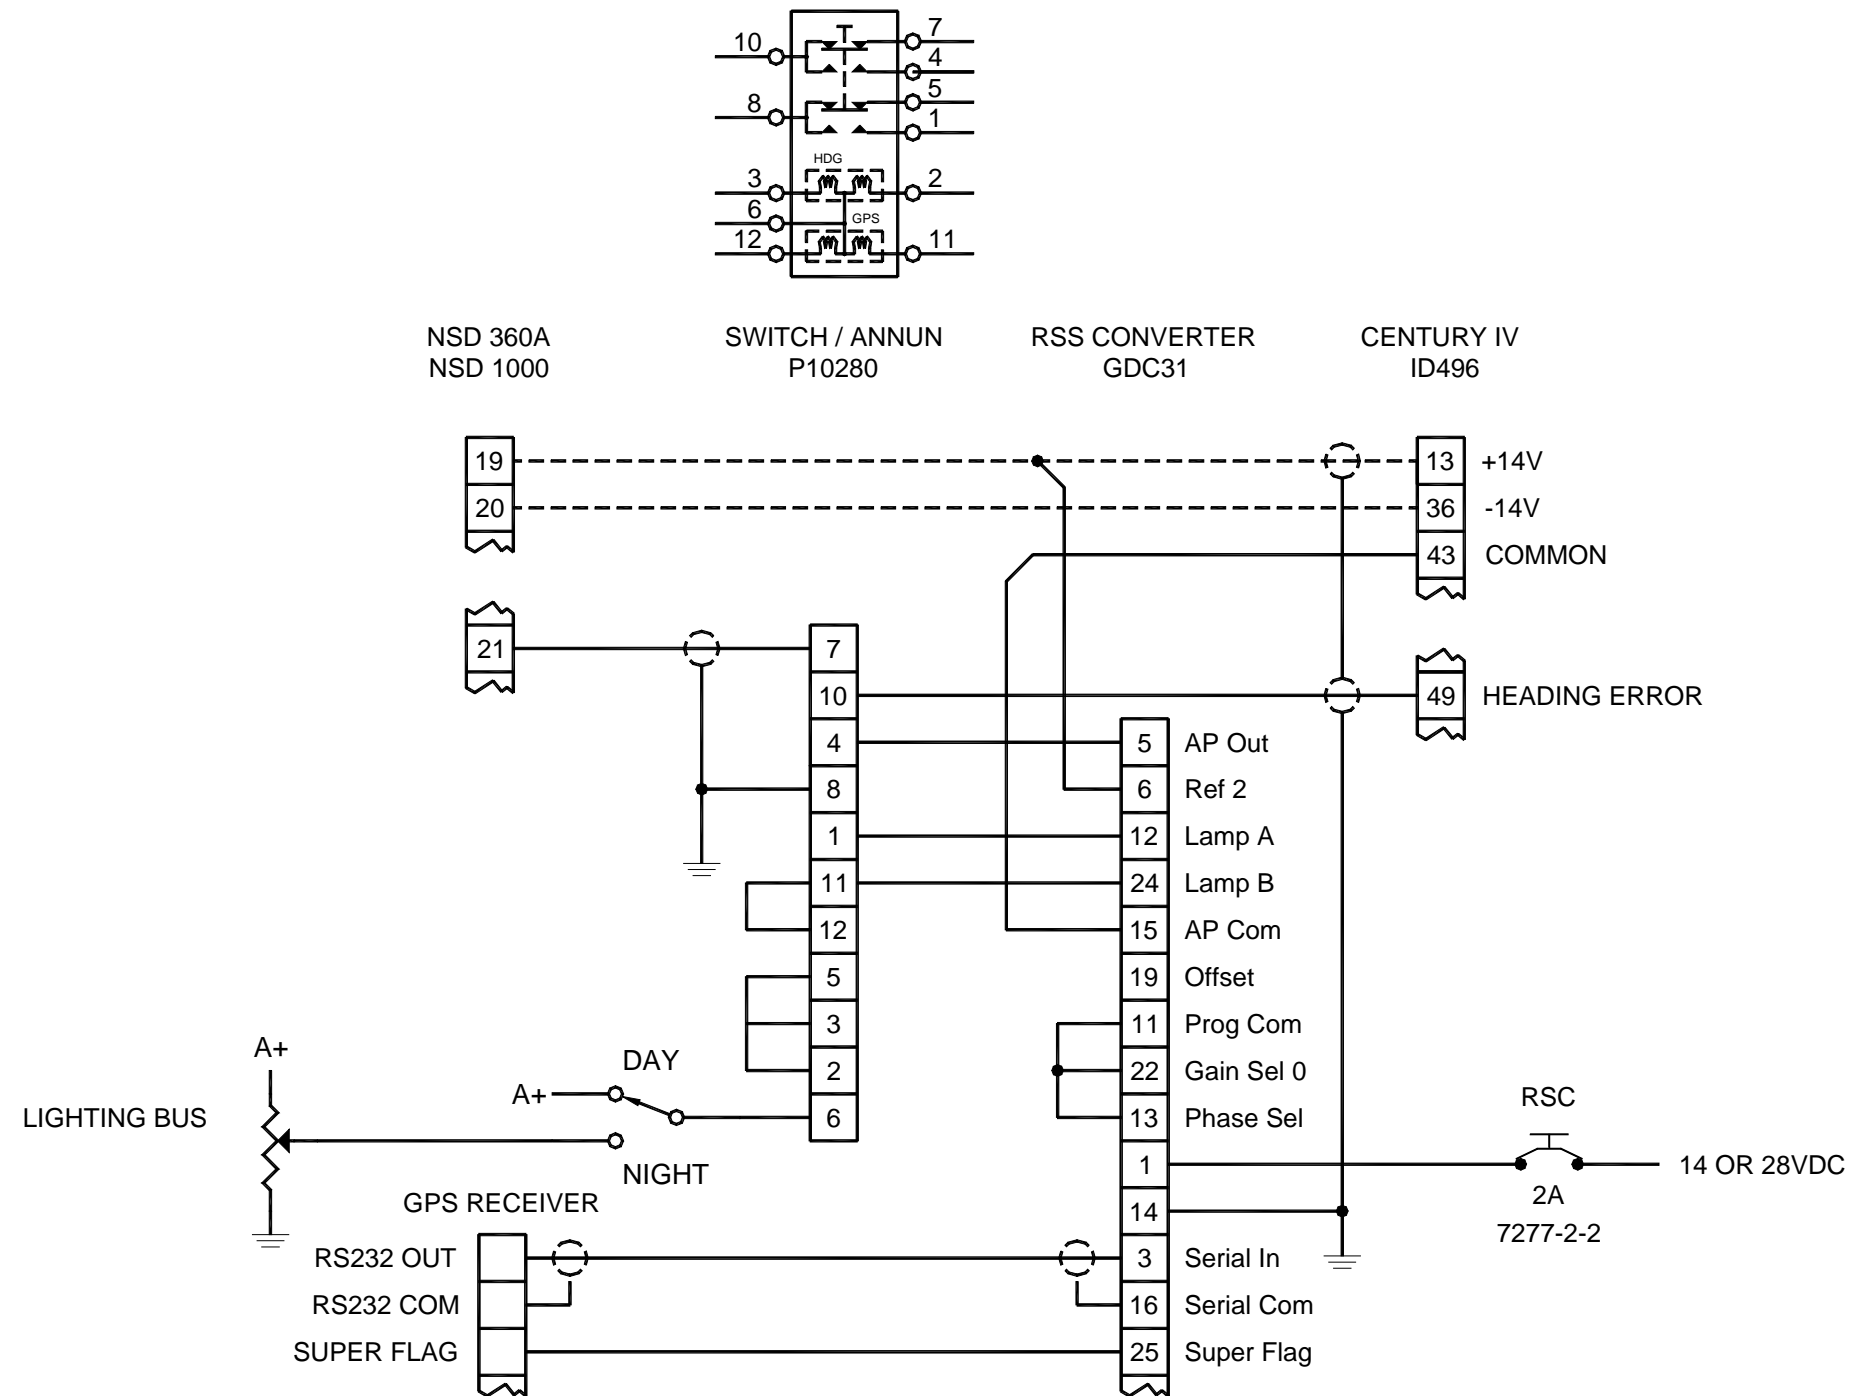 10
7
4
8
5
1
HDG
3
2
6
GPS
12
11
NSD 360A
NSD 1000
SWITCH / ANNUN
P10280
RSS CONVERTER
GDC31
CENTURY IV
ID496
19
13 +14V
20
36 -14V
43 COMMON
21
7
10
49 HEADING ERROR
4
5 AP Out
8
6 Ref 2
1
12 Lamp A
11
24 Lamp B
12
15 AP Com
5
19 Offset
3
11 Prog Com
A+
DAY
2
22 Gain Sel 0
A+
RSC
LIGHTING BUS
6
13 Phase Sel
NIGHT
1
14 OR 28VDC
2A
7277-2-2
GPS RECEIVER
14
RS232 OUT
3 Serial In
RS232 COM
16 Serial Com
SUPER FLAG
25 Super Flag